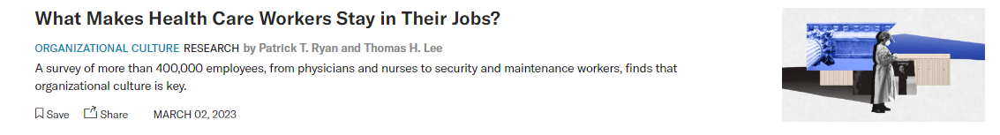 What Makes Health Care Workers Stay in Their Jobs?
ORGANIZATIONAL CULTURE RESEARCH by Patrick T. Ryan and Thomas H. Lee
A survey of more than 400,000 employees, from physicians and nurses to security and maintenance workers, finds that
organizational culture is key.
Save Share MARCH 02, 2023